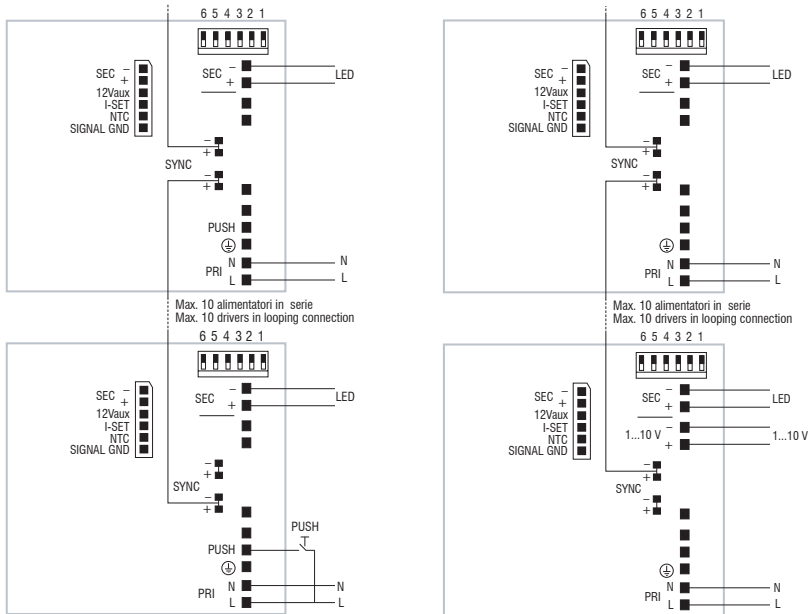 6 5 4 3 2 1
SEC −
+
12Vaux
I-SET
NTC
SIGNAL GND
SEC −
+
LED
−
+
SYNC
−
+
PUSH
N
PRI
L
N
L
Max. 10 alimentatori in serie
Max. 10 drivers in looping connection
6 5 4 3 2 1
SEC −
+
12Vaux
I-SET
NTC
SIGNAL GND
SEC −
+
LED
−
+
SYNC
−
+
PUSH
PUSH
N
PRI
L
N
L
6 5 4 3 2 1
SEC −
+
12Vaux
I-SET
NTC
SIGNAL GND
SEC −
+
LED
−
+
SYNC
−
+
N
PRI
L
N
L
Max. 10 alimentatori in serie
Max. 10 drivers in looping connection
6 5 4 3 2 1
SEC −
+
12Vaux
I-SET
NTC
SIGNAL GND
SEC −
+
LED
1...10 V −
+
1...10 V
−
+
SYNC
−
+
N
PRI
L
N
L